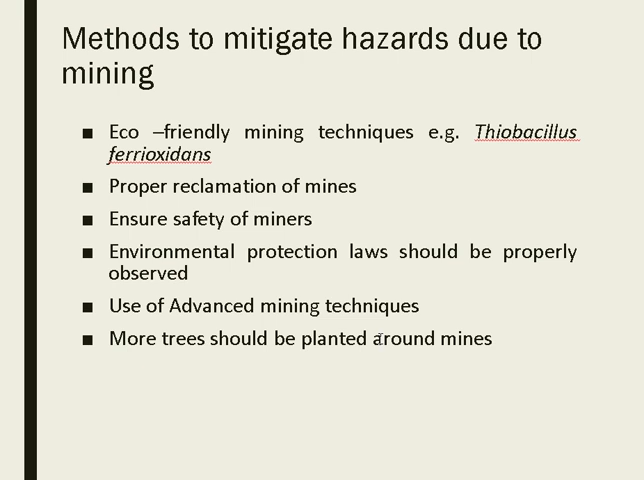 Methods to mitigate hazards due to
mining
■ Eco –friendly mining techniques e.g. Thiobacillus
ferrioxidans
■ Proper reclamation of mines
■ Ensure safety of miners
■ Environmental protection laws should be properly
observed
■ Use of Advanced mining techniques
■ More trees should be planted around mines